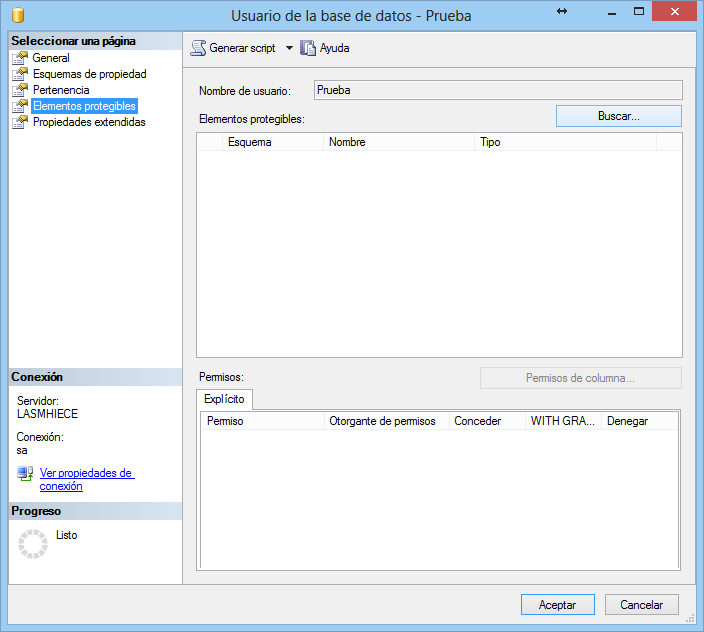 Usuario de la base de datos - Prueba
Seleccionar una página
General
Esquemas de propiedad
Pertenencia
Elementos protegibles
Propiedades extendidas
Generar script
Ayuda
Nombre de usuario:
Prueba
Elementos protegibles:
Buscar...
Esquema
Nombre
Tipo
Conexión
Servidor:
LASMHIECE
Conexión:
sa
Ver propiedades de
conexión
Progreso
Listo
Permisos:
Permisos de columna...
Explícito
Permiso
Otorgante de permisos
Conceder
WITH GRA...
Denegar
Aceptar
Cancelar